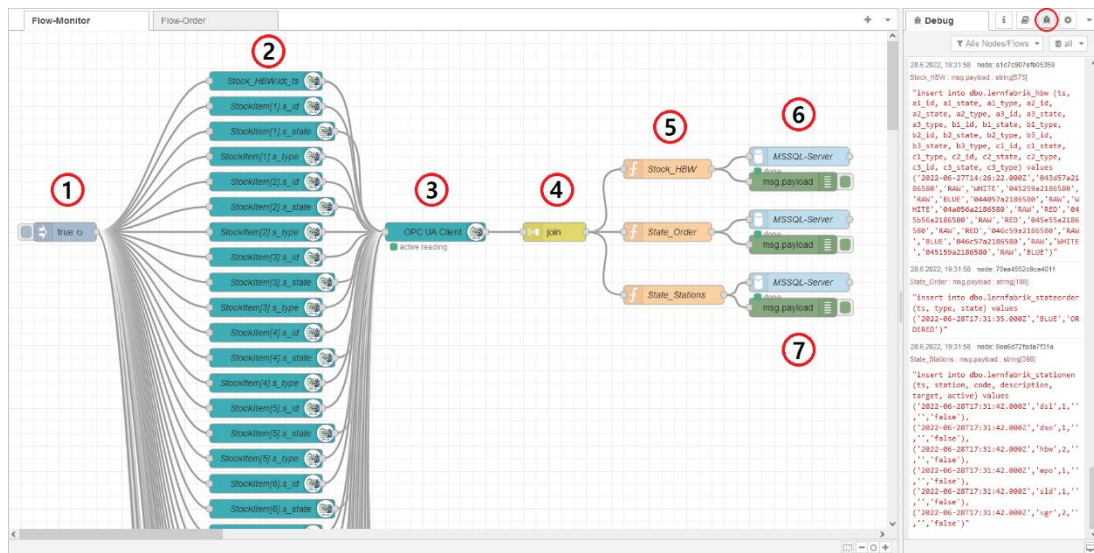 Flow-Monitor
Flow-Order
1
true ↻
2
Stock_HBW.ldt_ts
StockItem[1].s_id
StockItem[1].s_state
StockItem[1].s_type
StockItem[2].s_id
StockItem[2].s_state
StockItem[2].s_type
StockItem[3].s_id
StockItem[3].s_state
StockItem[3].s_type
StockItem[4].s_id
StockItem[4].s_state
StockItem[4].s_type
StockItem[5].s_id
StockItem[5].s_state
StockItem[5].s_type
StockItem[6].s_id
StockItem[6].s_state
3
OPC UA Client
active reading
4
join
5
Stock_HBW
State_Order
State_Stations
6
MSSQL-Server
done
msg.payload
MSSQL-Server
done
msg.payload
MSSQL-Server
done
msg.payload
7
Debug
Alle Nodes/Flows
all
28.6.2022, 19:31:58 node: a1c7c907efb05359
Stock_HBW : msg.payload : string[575]
"insert into dbo.lernfabrik_hbw (ts,
a1_id, a1_state, a1_type, a2_id,
a2_state, a2_type, a3_id, a3_state,
a3_type, b1_id, b1_state, b1_type,
b2_id, b2_state, b2_type, b3_id,
b3_state, b3_type, c1_id, c1_state,
c1_type, c2_id, c2_state, c2_type,
c3_id, c3_state, c3_type) values
('2022-06-27T14:26:22.000Z','043d57a21
86580','RAW','WHITE','045259a2186580',
'RAW','BLUE','044057a2186580','RAW','W
HITE','04a056a2186580','RAW','RED','04
5b56a2186580','RAW','RED','045e55a2186
580','RAW','RED','046c59a2186580','RAW
','BLUE','046c57a2186580','RAW','WHITE
','045159a2186580','RAW','BLUE')"
28.6.2022, 19:31:58 node: 70ea4552c9ce401f
State_Order : msg.payload : string[108]
"insert into dbo.lernfabrik_stateorder
(ts, type, state) values
('2022-06-28T17:31:35.000Z','BLUE','OR
DERED')"
28.6.2022, 19:31:58 node: 8ee6d72fada7f31a
State_Stations : msg.payload : string[366]
"insert into dbo.lernfabrik_stationen
(ts, station, code, description,
target, active) values
('2022-06-28T17:31:42.000Z','dsi',1,''
,'','false'),
('2022-06-28T17:31:42.000Z','dso',1,''
,'','false'),
('2022-06-28T17:31:42.000Z','hbw',2,''
,'','false'),
('2022-06-28T17:31:42.000Z','mpo',1,''
,'','false'),
('2022-06-28T17:31:42.000Z','sld',1,''
,'','false'),
('2022-06-28T17:31:42.000Z','vgr',2,''
,'','false')"